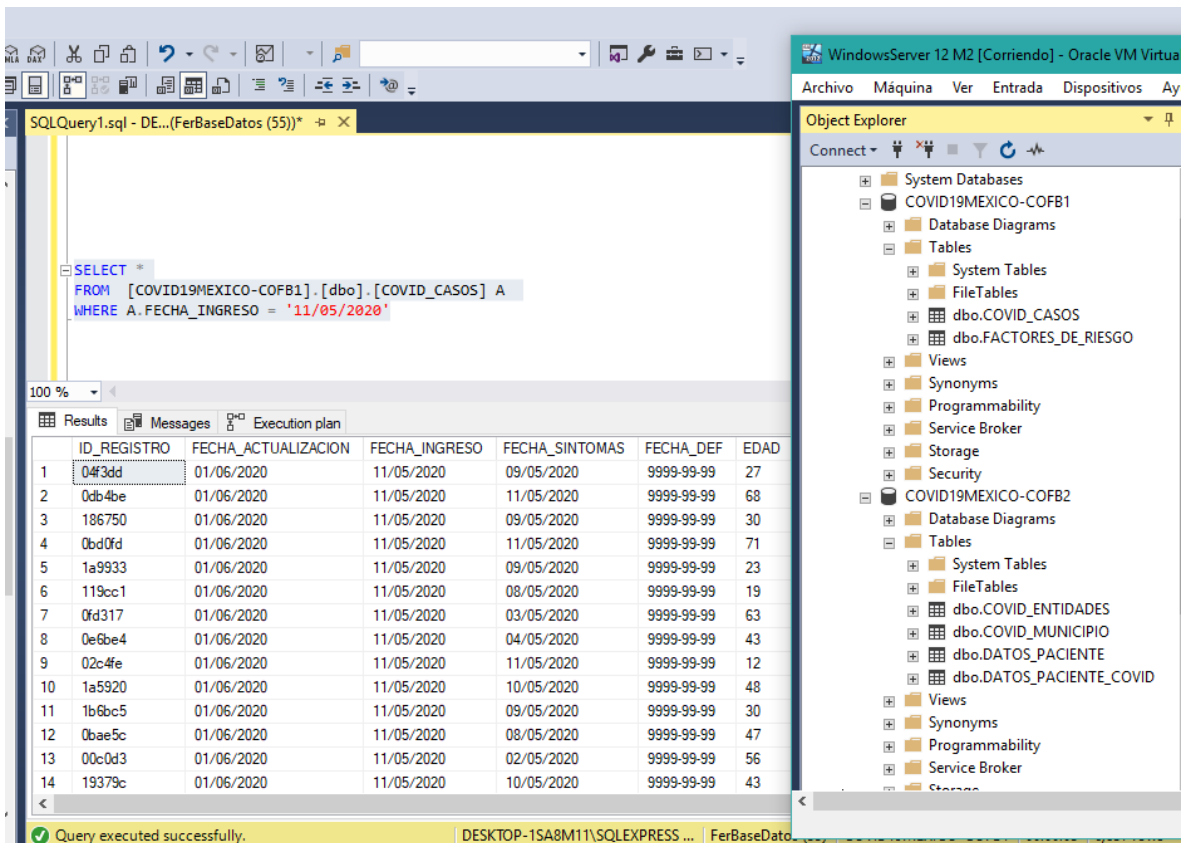 SQLQuery1.sql - DE...(FerBaseDatos (55))*
SELECT *
FROM [COVID19MEXICO-COFB1].[dbo].[COVID_CASOS] A
WHERE A.FECHA_INGRESO = '11/05/2020'
100 %
Results Messages Execution plan
ID_REGISTRO FECHA_ACTUALIZACION FECHA_INGRESO FECHA_SINTOMAS FECHA_DEF EDAD
1 04f3dd 01/06/2020 11/05/2020 09/05/2020 9999-99-99 27
2 0db4be 01/06/2020 11/05/2020 11/05/2020 9999-99-99 68
3 186750 01/06/2020 11/05/2020 09/05/2020 9999-99-99 30
4 0bd0fd 01/06/2020 11/05/2020 11/05/2020 9999-99-99 71
5 1a9933 01/06/2020 11/05/2020 09/05/2020 9999-99-99 23
6 119cc1 01/06/2020 11/05/2020 08/05/2020 9999-99-99 19
7 0fd317 01/06/2020 11/05/2020 03/05/2020 9999-99-99 63
8 0e6be4 01/06/2020 11/05/2020 04/05/2020 9999-99-99 43
9 02c4fe 01/06/2020 11/05/2020 11/05/2020 9999-99-99 12
10 1a5920 01/06/2020 11/05/2020 10/05/2020 9999-99-99 48
11 1b6bc5 01/06/2020 11/05/2020 09/05/2020 9999-99-99 30
12 0bae5c 01/06/2020 11/05/2020 08/05/2020 9999-99-99 47
13 00c0d3 01/06/2020 11/05/2020 02/05/2020 9999-99-99 56
14 19379c 01/06/2020 11/05/2020 10/05/2020 9999-99-99 43
Query executed successfully. DESKTOP-1SA8M11\SQLEXPRESS ... FerBaseDatos
WindowsServer 12 M2 [Corriendo] - Oracle VM Virtua
Archivo Máquina Ver Entrada Dispositivos Ay
Object Explorer
Connect
System Databases
COVID19MEXICO-COFB1
Database Diagrams
Tables
System Tables
FileTables
dbo.COVID_CASOS
dbo.FACTORES_DE_RIESGO
Views
Synonyms
Programmability
Service Broker
Storage
Security
COVID19MEXICO-COFB2
Database Diagrams
Tables
System Tables
FileTables
dbo.COVID_ENTIDADES
dbo.COVID_MUNICIPIO
dbo.DATOS_PACIENTE
dbo.DATOS_PACIENTE_COVID
Views
Synonyms
Programmability
Service Broker
Storage